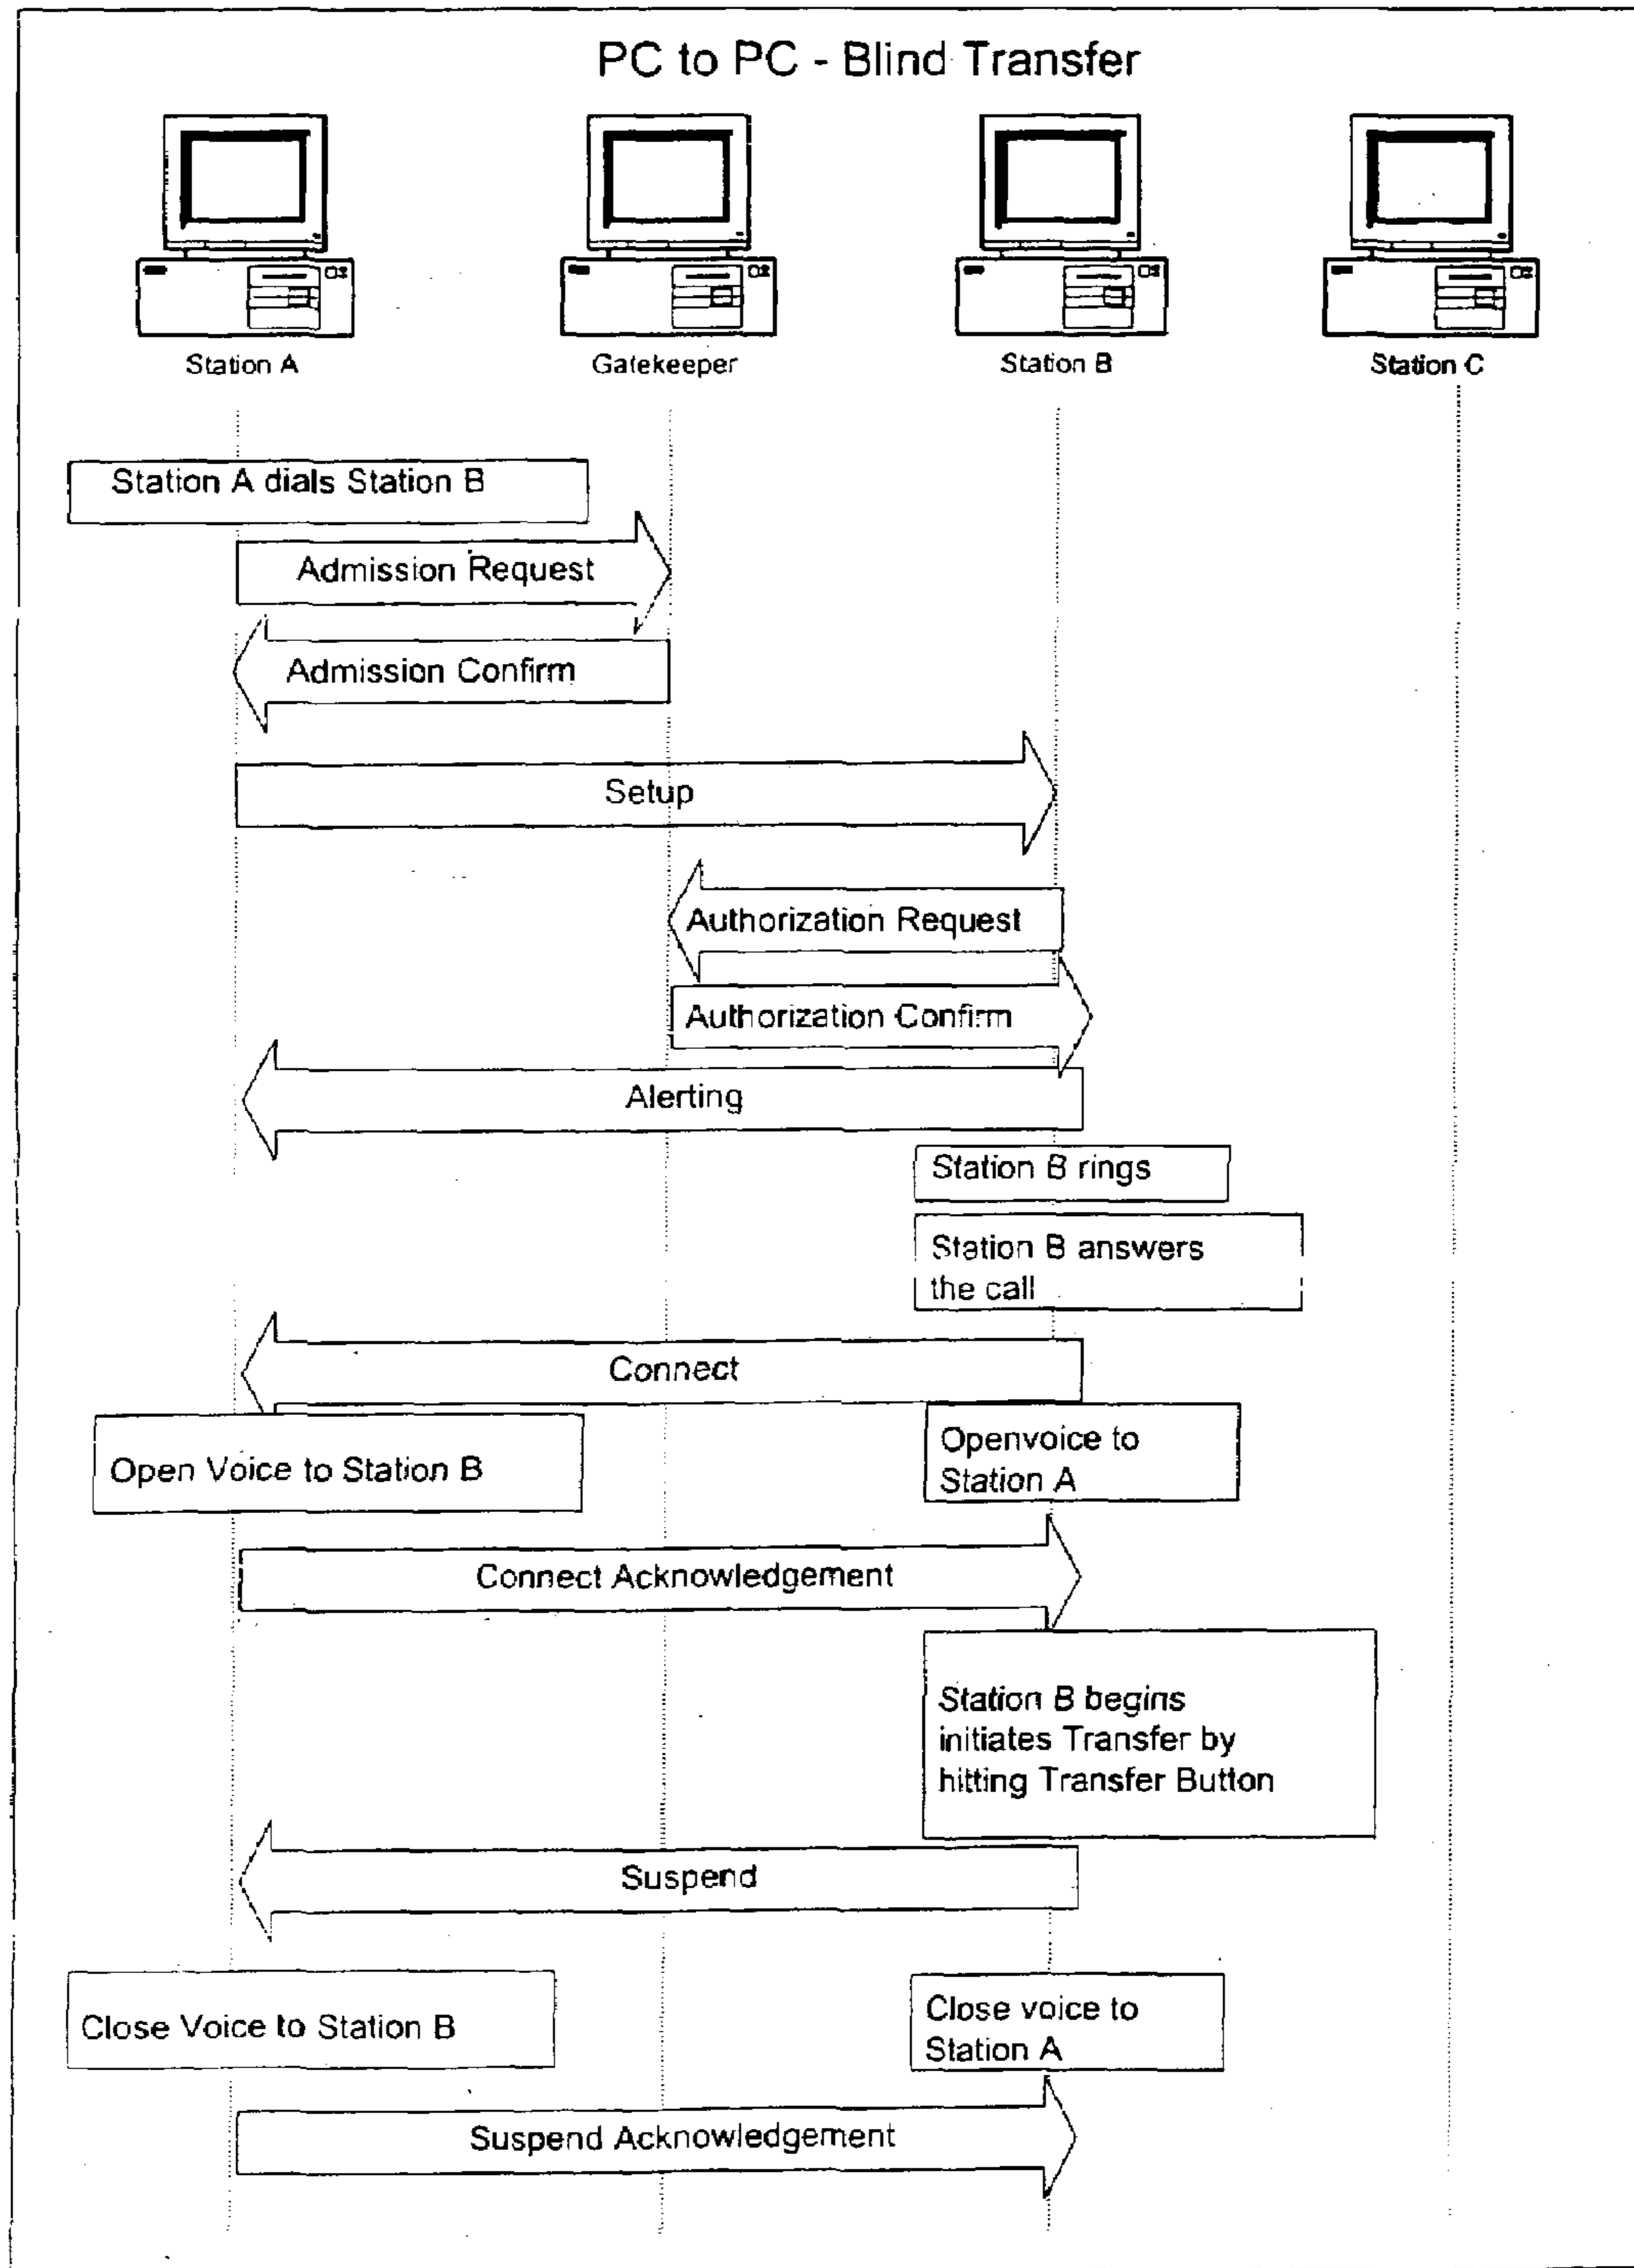 PC to PC - Blind Transfer
Station A
Gatekeeper
Station B
Station C
Station A dials Station B
Admission Request
Admission Confirm
Setup
Authorization Request
Authorization Confirm
Alerting
Station B rings
Station B answers
the call
Connect
Open Voice to Station B
Openvoice to
Station A
Connect Acknowledgement
Station B begins
initiates Transfer by
hitting Transfer Button
Suspend
Close Voice to Station B
Close voice to
Station A
Suspend Acknowledgement